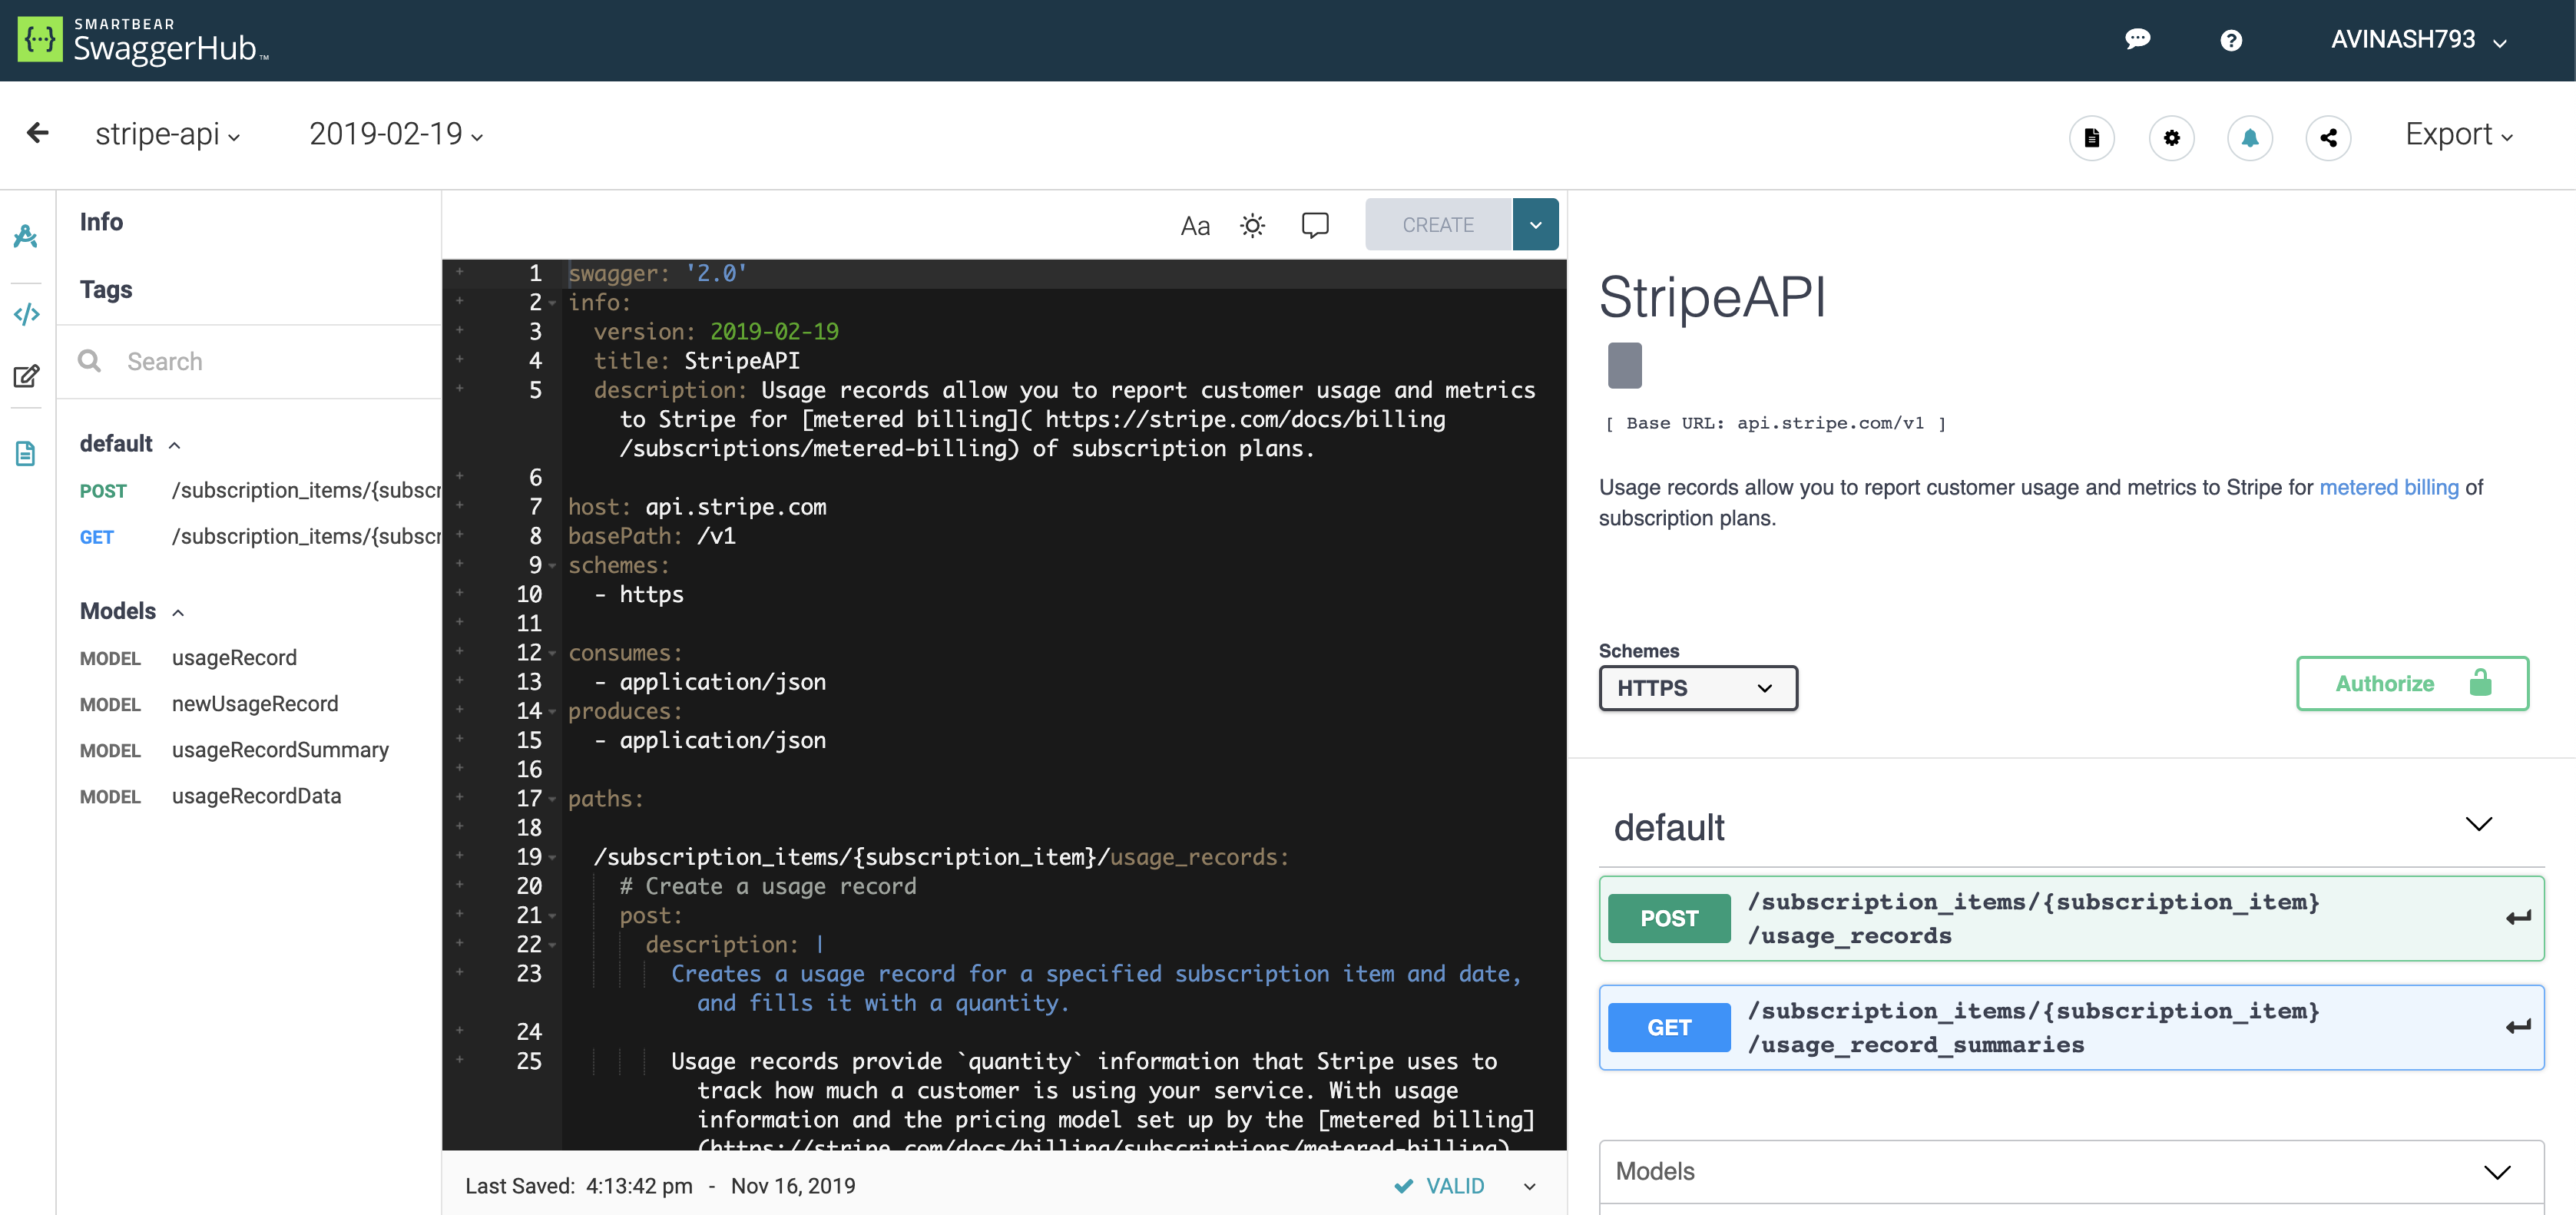 SMARTBEAR
SwaggerHub™
AVINASH793
stripe-api
2019-02-19
Export
Info
Tags
Search
default
POST /subscription_items/{subscr
GET /subscription_items/{subscr
Models
MODEL usageRecord
MODEL newUsageRecord
MODEL usageRecordSummary
MODEL usageRecordData
Aa
CREATE
1 swagger: '2.0'
2 info:
3 version: 2019-02-19
4 title: StripeAPI
5 description: Usage records allow you to report customer usage and metrics
to Stripe for [metered billing]( https://stripe.com/docs/billing
/subscriptions/metered-billing) of subscription plans.
6
7 host: api.stripe.com
8 basePath: /v1
9 schemes:
10 - https
11
12 consumes:
13 - application/json
14 produces:
15 - application/json
16
17 paths:
18
19 /subscription_items/{subscription_item}/usage_records:
20 # Create a usage record
21 post:
22 description: |
23 Creates a usage record for a specified subscription item and date,
and fills it with a quantity.
24
25 Usage records provide `quantity` information that Stripe uses to
track how much a customer is using your service. With usage
information and the pricing model set up by the [metered billing]
(https://stripe.com/docs/billing/subscriptions/metered-billing)
Last Saved: 4:13:42 pm - Nov 16, 2019
VALID
StripeAPI
[ Base URL: api.stripe.com/v1 ]
Usage records allow you to report customer usage and metrics to Stripe for metered billing of
subscription plans.
Schemes
HTTPS
Authorize
default
POST /subscription_items/{subscription_item}
/usage_records
GET /subscription_items/{subscription_item}
/usage_record_summaries
Models